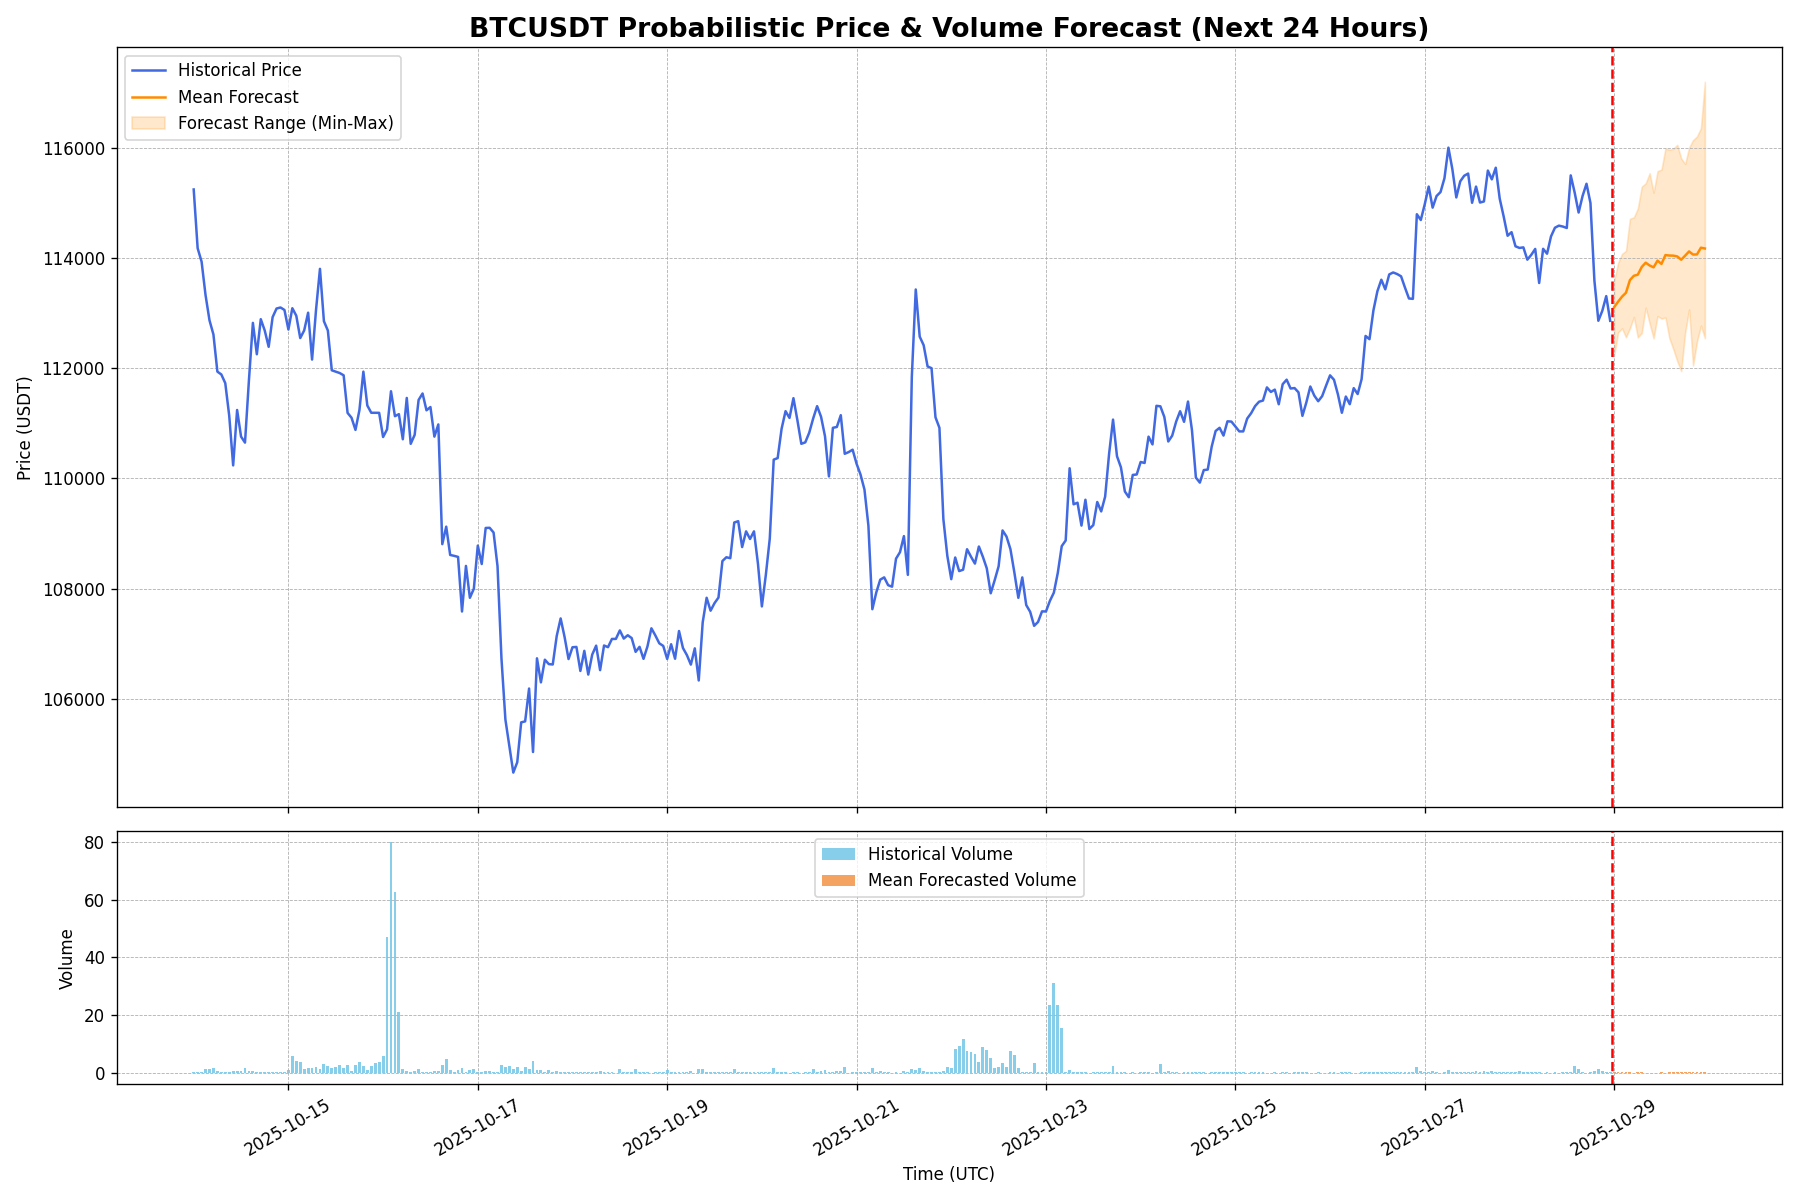 BTCUSDT Probabilistic Price & Volume Forecast (Next 24 Hours)
Historical Price
Mean Forecast
Forecast Range (Min-Max)
116000
114000
112000
110000
108000
106000
Price (USDT)
Historical Volume
Mean Forecasted Volume
80
60
40
20
0
Volume
2025-10-15
2025-10-17
2025-10-19
2025-10-21
2025-10-23
2025-10-25
2025-10-27
2025-10-29
Time (UTC)